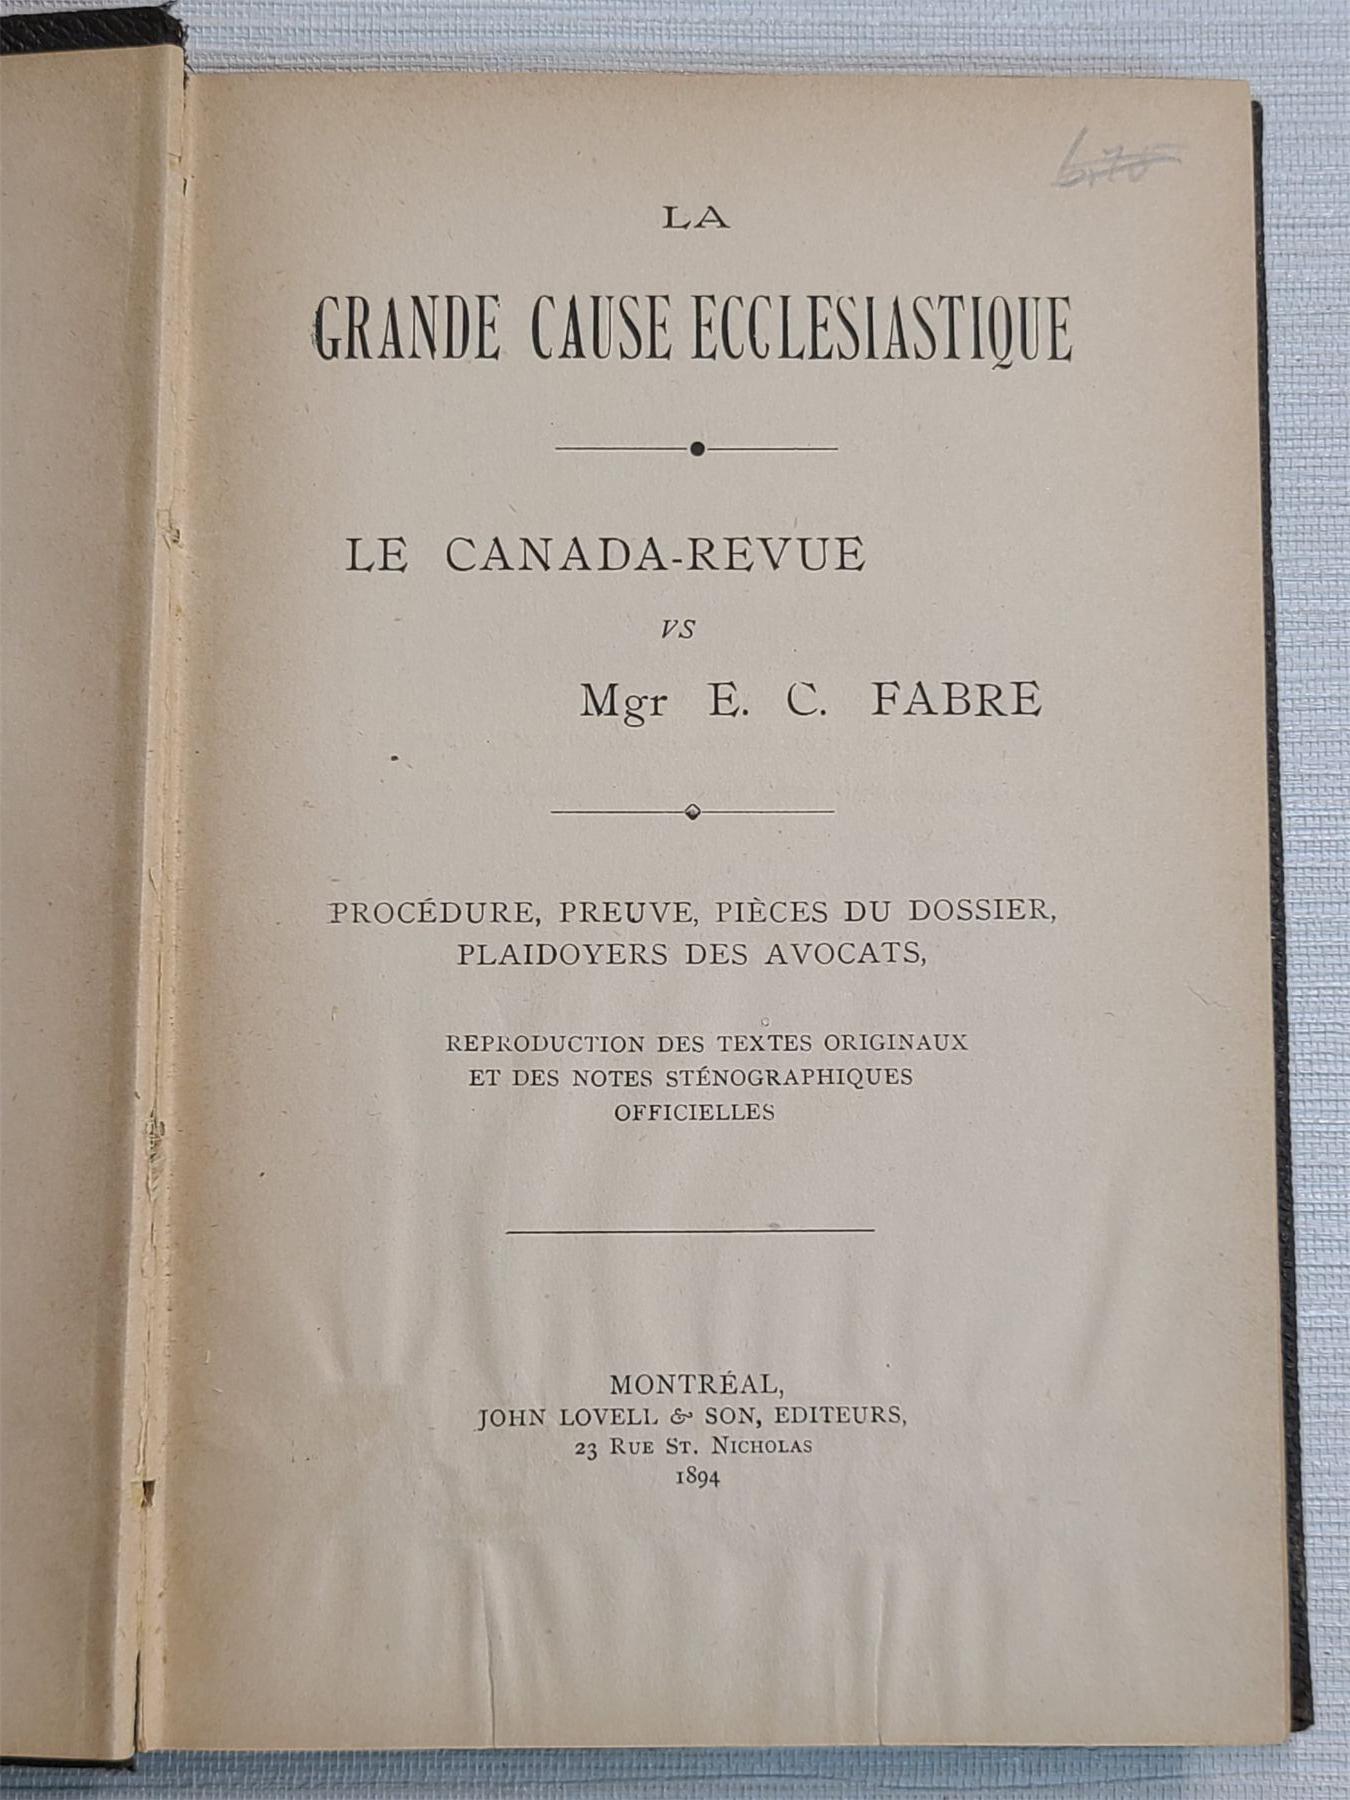 LA
GRANDE CAUSE ECCLESIASTIQUE
LE CANADA-REVUE
VS
Mgr E. C. FABRE
PROCÉDURE, PREUVE, PIÈCES DU DOSSIER,
PLAIDOYERS DES AVOCATS,
REPRODUCTION DES TEXTES ORIGINAUX
ET DES NOTES STÉNOGRAPHIQUES
OFFICIELLES
MONTRÉAL,
JOHN LOVELL & SON, EDITEURS,
23 RUE ST. NICHOLAS
1894